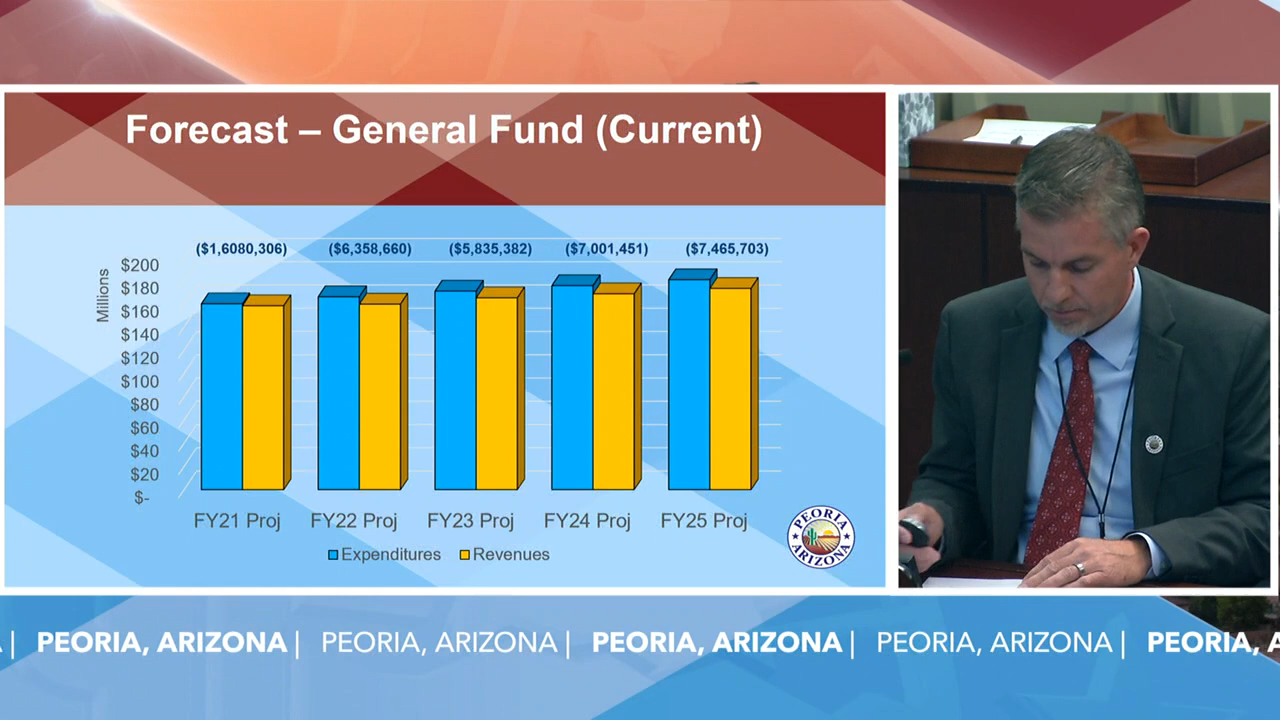 Forecast – General Fund (Current)
($1,6080,306) ($6,358,660) ($5,835,382) ($7,001,451) ($7,465,703)
Millions
$200
$180
$160
$140
$120
$100
$80
$60
$40
$20
$-
FY21 Proj FY22 Proj FY23 Proj FY24 Proj FY25 Proj
Expenditures Revenues
PEORIA
ARIZONA
| PEORIA, ARIZONA | PEORIA, ARIZONA | PEORIA, ARIZONA | PEORIA, ARIZONA | PEORIA, A